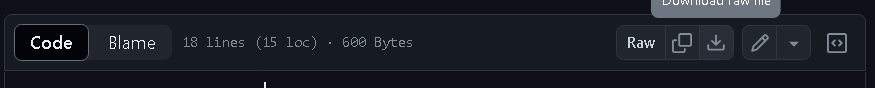 Download raw file
Code Blame 18 lines (15 loc) · 600 Bytes Raw